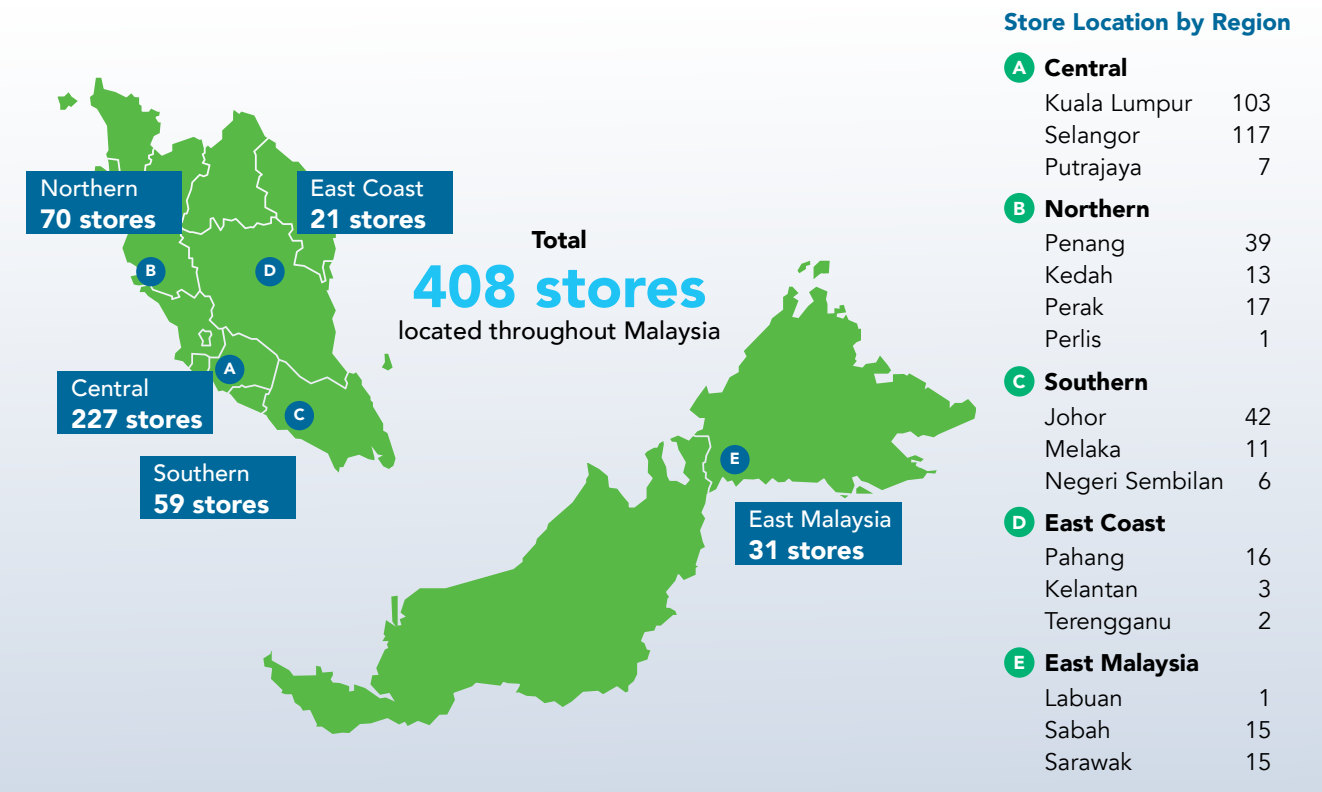 Northern
70 stores
East Coast
21 stores
B
D
Total
408 stores
located throughout Malaysia
A
Central
227 stores
C
Southern
59 stores
E
East Malaysia
31 stores
Store Location by Region
A Central
Kuala Lumpur 103
Selangor 117
Putrajaya 7
B Northern
Penang 39
Kedah 13
Perak 17
Perlis 1
C Southern
Johor 42
Melaka 11
Negeri Sembilan 6
D East Coast
Pahang 16
Kelantan 3
Terengganu 2
E East Malaysia
Labuan 1
Sabah 15
Sarawak 15